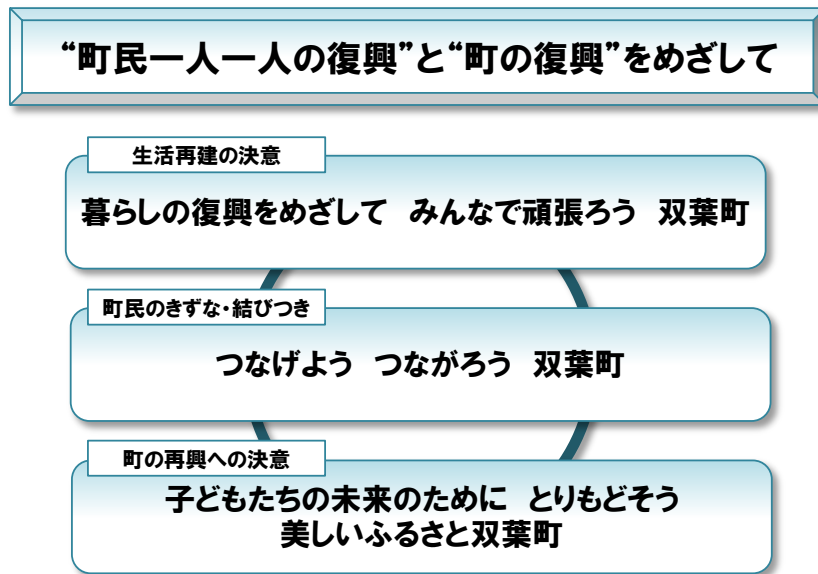 “町民一人一人の復興”と“町の復興”をめざして
生活再建の決意
暮らしの復興をめざして　みんなで頑張ろう　双葉町
町民のきずな・結びつき
つなげよう　つながろう　双葉町
町の再興への決意
子どもたちの未来のために　とりもどそう
美しいふるさと双葉町